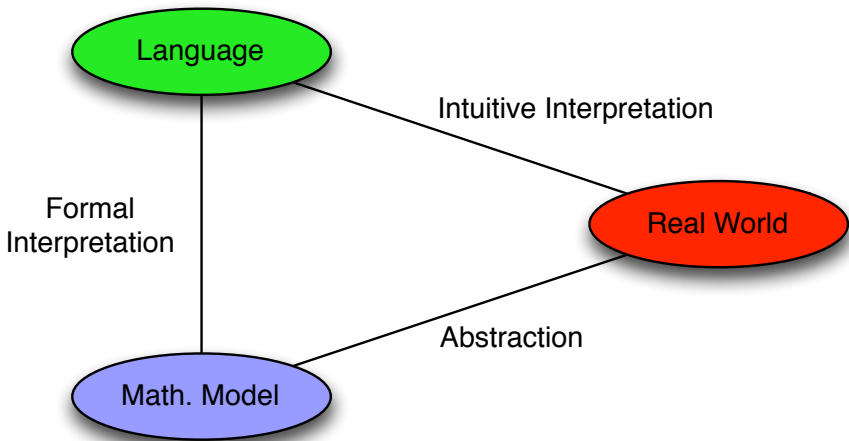 Language
Intuitive Interpretation
Formal
Interpretation
Real World
Abstraction
Math. Model